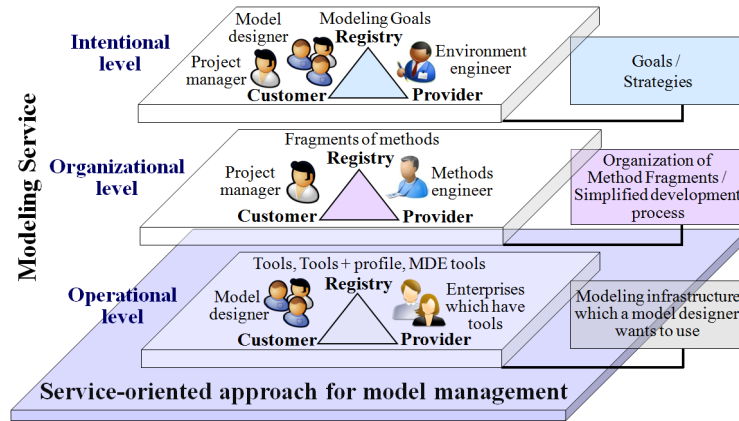 Modeling Service
Intentional
level
Model
designer
Modeling Goals
Registry
Project
manager
Environment
engineer
Customer
Provider
Goals /
Strategies
Organizational
level
Fragments of methods
Registry
Project
manager
Methods
engineer
Customer
Provider
Organization of
Method Fragments /
Simplified development
process
Operational
level
Tools, Tools + profile, MDE tools
Registry
Model
designer
Enterprises
which have
tools
Customer
Provider
Modeling infrastructure
which a model designer
wants to use
Service-oriented approach for model management